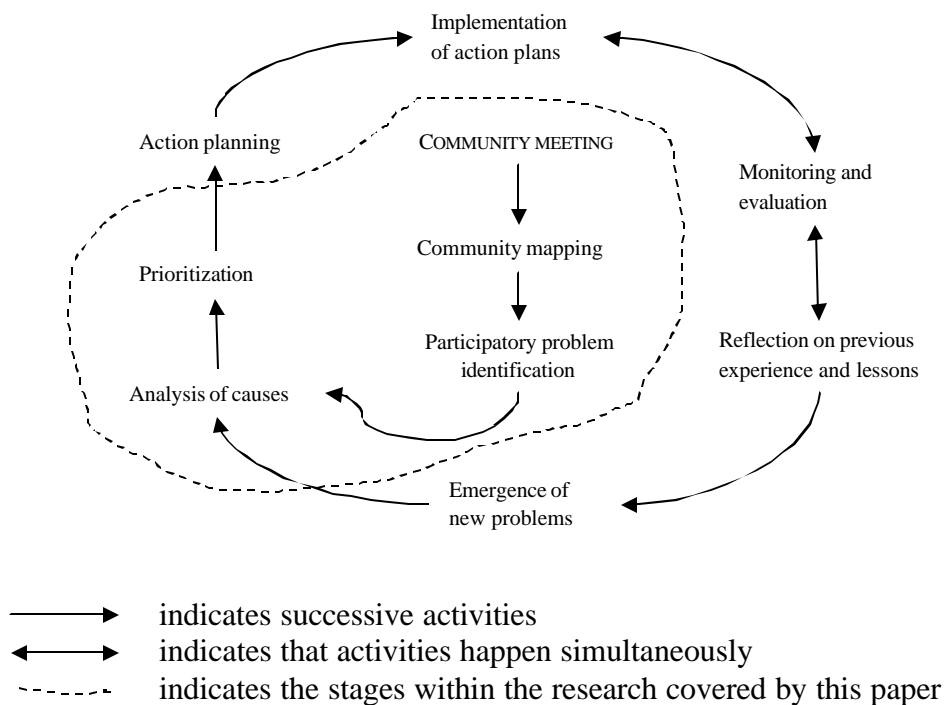 Implementation
of action plans
Action planning
COMMUNITY MEETING
Monitoring and
evaluation
Community mapping
Prioritization
Participatory problem
identification
Reflection on previous
experience and lessons
Analysis of causes
Emergence of
new problems
indicates successive activities
indicates that activities happen simultaneously
indicates the stages within the research covered by this paper